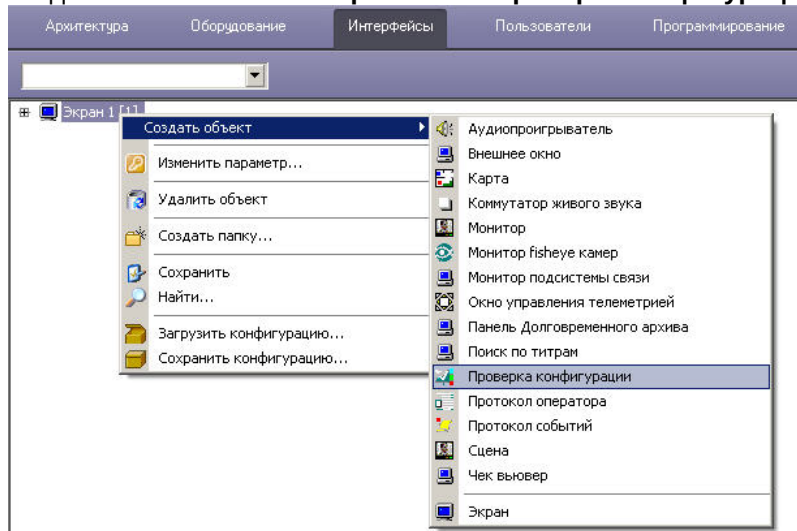 Архитектура Оборудование Интерфейсы Пользователи Программирование
Экран 1 [1]
Создать объект
Изменить параметр...
Удалить объект
Создать папку...
Сохранить
Найти...
Загрузить конфигурацию...
Сохранить конфигурацию...
Аудиопроигрыватель
Внешнее окно
Карта
Коммутатор живого звука
Монитор
Монитор fisheye камер
Монитор подсистемы связи
Окно управления телеметрией
Панель Долговременного архива
Поиск по титрам
Проверка конфигурации
Протокол оператора
Протокол событий
Сцена
Чек вьювер
Экран